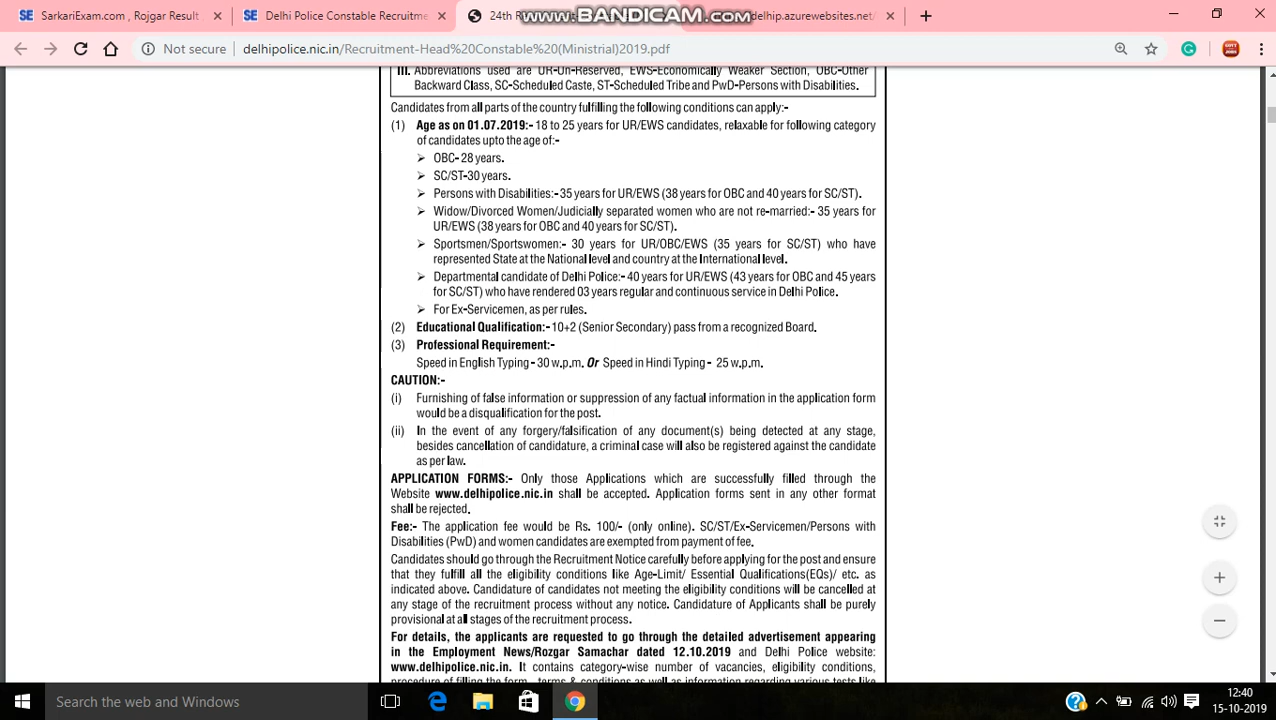 SarkariExam.com , Rojgar Result .
Delhi Police Constable Recruitme
24th R
www.BANDICAM.com
delhip.azurewebsites.net/
Not secure
delhipolice.nic.in/Recruitment-Head%20Constable%20(Ministrial)2019.pdf
III. Abbreviations used are UR-Un-Reserved, EWS-Economically Weaker Section, OBC-Other
Backward Class, SC-Scheduled Caste, ST-Scheduled Tribe and PwD-Persons with Disabilities.
Candidates from all parts of the country fulfilling the following conditions can apply:-
(1) Age as on 01.07.2019:- 18 to 25 years for UR/EWS candidates, relaxable for following category
of candidates upto the age of:-
➢ OBC- 28 years.
➢ SC/ST-30 years.
➢ Persons with Disabilities:- 35 years for UR/EWS (38 years for OBC and 40 years for SC/ST).
➢ Widow/Divorced Women/Judicially separated women who are not re-married:- 35 years for
UR/EWS (38 years for OBC and 40 years for SC/ST).
➢ Sportsmen/Sportswomen:- 30 years for UR/OBC/EWS (35 years for SC/ST) who have
represented State at the National level and country at the International level.
➢ Departmental candidate of Delhi Police:- 40 years for UR/EWS (43 years for OBC and 45 years
for SC/ST) who have rendered 03 years regular and continuous service in Delhi Police.
➢ For Ex-Servicemen, as per rules.
(2) Educational Qualification:- 10+2 (Senior Secondary) pass from a recognized Board.
(3) Professional Requirement:-
Speed in English Typing - 30 w.p.m. Or Speed in Hindi Typing - 25 w.p.m.
CAUTION:-
(i) Furnishing of false information or suppression of any factual information in the application form
would be a disqualification for the post.
(ii) In the event of any forgery/falsification of any document(s) being detected at any stage,
besides cancellation of candidature, a criminal case will also be registered against the candidate
as per law.
APPLICATION FORMS:- Only those Applications which are successfully filled through the
Website www.delhipolice.nic.in shall be accepted. Application forms sent in any other format
shall be rejected.
Fee:- The application fee would be Rs. 100/- (only online). SC/ST/Ex-Servicemen/Persons with
Disabilities (PwD) and women candidates are exempted from payment of fee.
Candidates should go through the Recruitment Notice carefully before applying for the post and ensure
that they fulfill all the eligibility conditions like Age-Limit/ Essential Qualifications(EQs)/ etc. as
indicated above. Candidature of candidates not meeting the eligibility conditions will be cancelled at
any stage of the recruitment process without any notice. Candidature of Applicants shall be purely
provisional at all stages of the recruitment process.
For details, the applicants are requested to go through the detailed advertisement appearing
in the Employment News/Rozgar Samachar dated 12.10.2019 and Delhi Police website:
www.delhipolice.nic.in. It contains category-wise number of vacancies, eligibility conditions,
procedure of filling the form, terms & conditions as well as information regarding various tests like
Search the web and Windows
12:40
15-10-2019